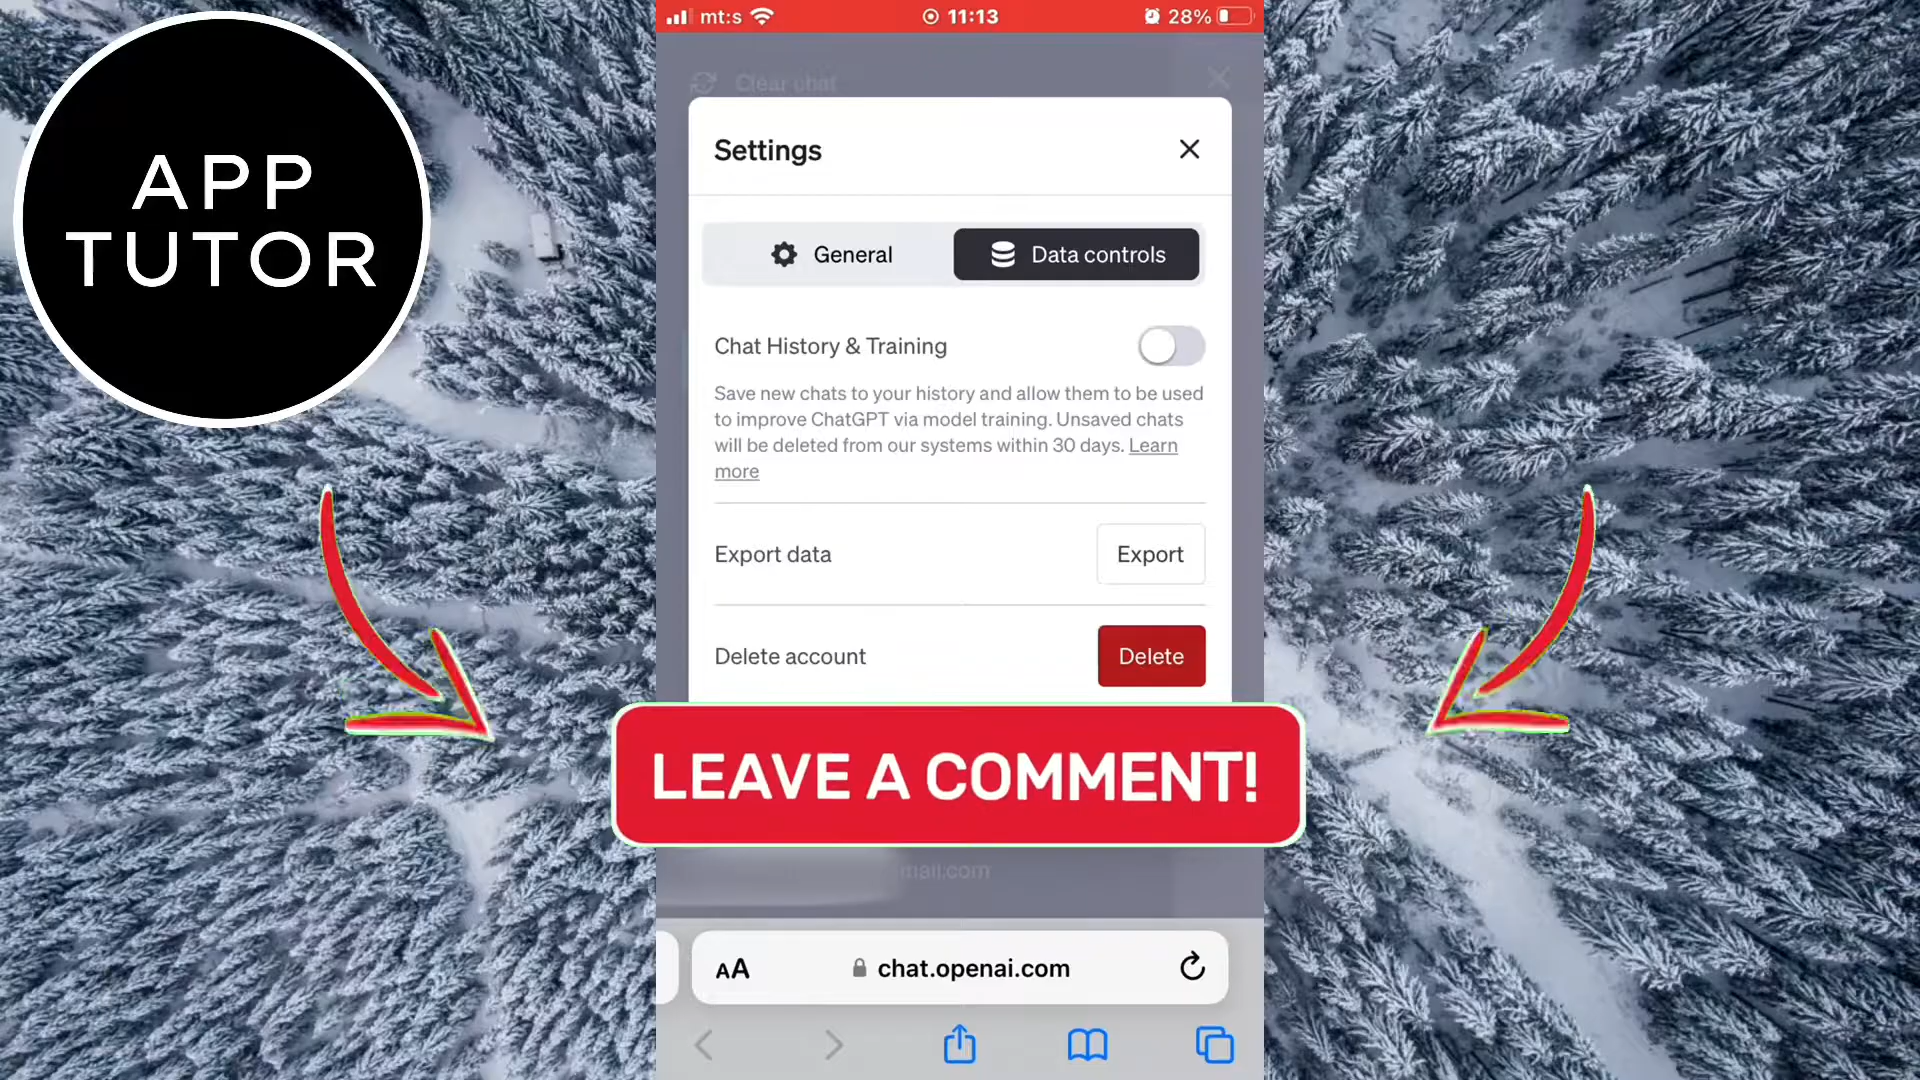 APP
TUTOR
mt:s
11:13
28%
Clear chat
Settings
General
Data controls
Chat History & Training
Save new chats to your history and allow them to be used
to improve ChatGPT via model training. Unsaved chats
will be deleted from our systems within 30 days. Learn
more
Export data
Export
Delete account
Delete
LEAVE A COMMENT!
mail.com
AA
chat.openai.com